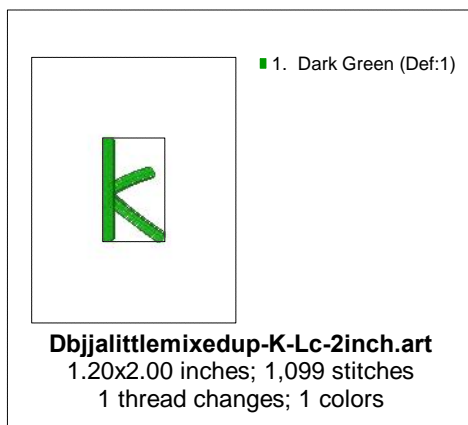 1. Dark Green (Def:1)
k
Dbjjalittlemixedup-K-Lc-2inch.art
1.20x2.00 inches; 1,099 stitches
1 thread changes; 1 colors